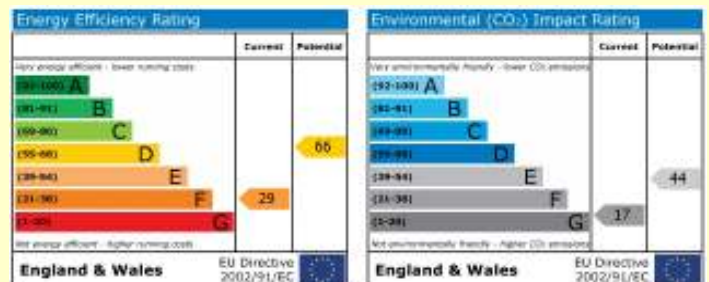 Energy Efficiency Rating
Current Potential
Very energy efficient - lower running costs
(92-100) A
(81-91) B
(69-80) C
(55-68) D
(39-54) E
(21-38) F
(1-20) G
29
66
Not energy efficient - higher running costs
England & Wales
EU Directive
2002/91/EC
Environmental (CO₂) Impact Rating
Current Potential
Very environmentally friendly - lower CO₂ emissions
(92-100) A
(81-91) B
(69-80) C
(55-68) D
(39-54) E
(21-38) F
(1-20) G
17
44
Not environmentally friendly - higher CO₂ emissions
England & Wales
EU Directive
2002/91/EC